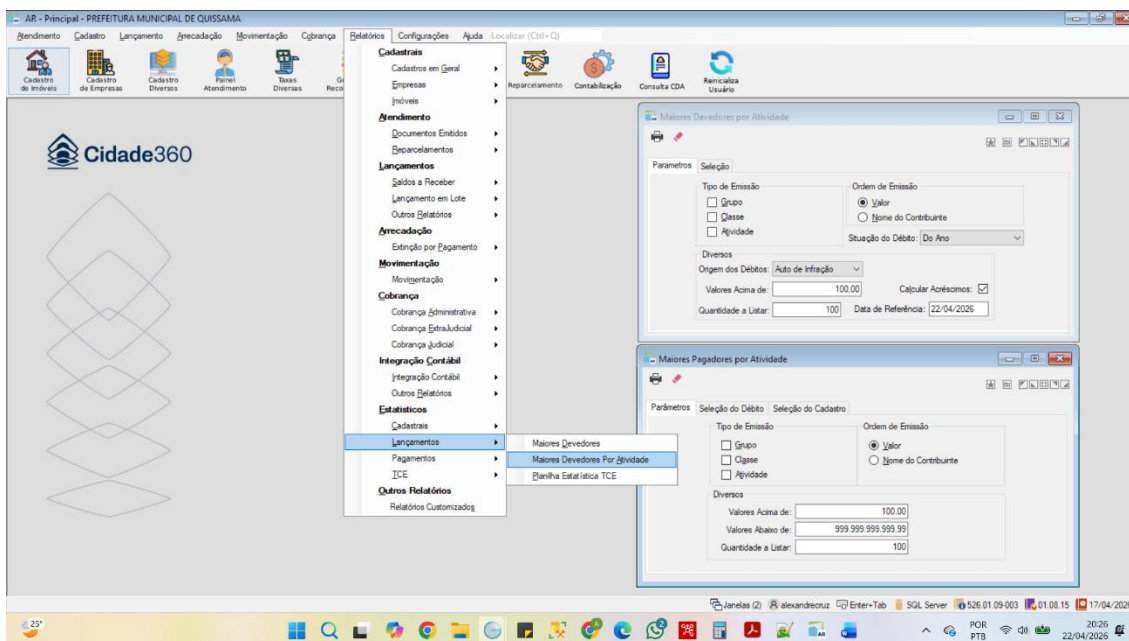 AR - Principal - PREFEITURA MUNICIPAL DE QUISSAMA
Atendimento Cadastro Lançamento Arrecadação Movimentação Cobrança Relatórios Configurações Ajuda Localizar (Ctrl+Q)
Cadastro de Imóveis
Cadastro de Empresas
Cadastro Diversos
Painel Atendimento
Taxas Diversas
Reparcelamento
Contabilização
Consulta CDA
Reinicializa Usuário
Cidade360
Cadastrais
Cadastros em Geral
Empresas
Imóveis
Atendimento
Documentos Emitidos
Reparcelamentos
Lançamentos
Saldos a Receber
Lançamento em Lote
Outros Relatórios
Arrecadação
Extinção por Pagamento
Movimentação
Movimentação
Cobrança
Cobrança Administrativa
Cobrança ExtraJudicial
Cobrança Judicial
Integração Contábil
Integração Contábil
Outros Relatórios
Estatísticos
Cadastrais
Lançamentos
Pagamentos
TCE
Outros Relatórios
Relatórios Customizados
Maiores Devedores
Maiores Devedores Por Atividade
Planilha Estatística TCE
Maiores Devedores por Atividade
Parametros Seleção
Tipo de Emissão
Grupo
Classe
Atividade
Ordem de Emissão
Valor
Nome do Contribuinte
Situação do Débito: Do Ano
Diversos
Origem dos Débitos: Auto de Infração
Valores Acima de: 100.00 Calcular Acréscimos:
Quantidade a Listar: 100 Data de Referência: 22/04/2026
Maiores Pagadores por Atividade
Parâmetros Seleção do Débito Seleção do Cadastro
Tipo de Emissão
Grupo
Classe
Atividade
Ordem de Emissão
Valor
Nome do Contribuinte
Diversos
Valores Acima de: 100.00
Valores Abaixo de: 999.999.999.999,99
Quantidade a Listar: 100
Janelas (2) alexandrecruz Enter+Tab SQL Server 526.01.09-003 01.08.15 17/04/2026
25°
POR
PTB
20:26
22/04/2026